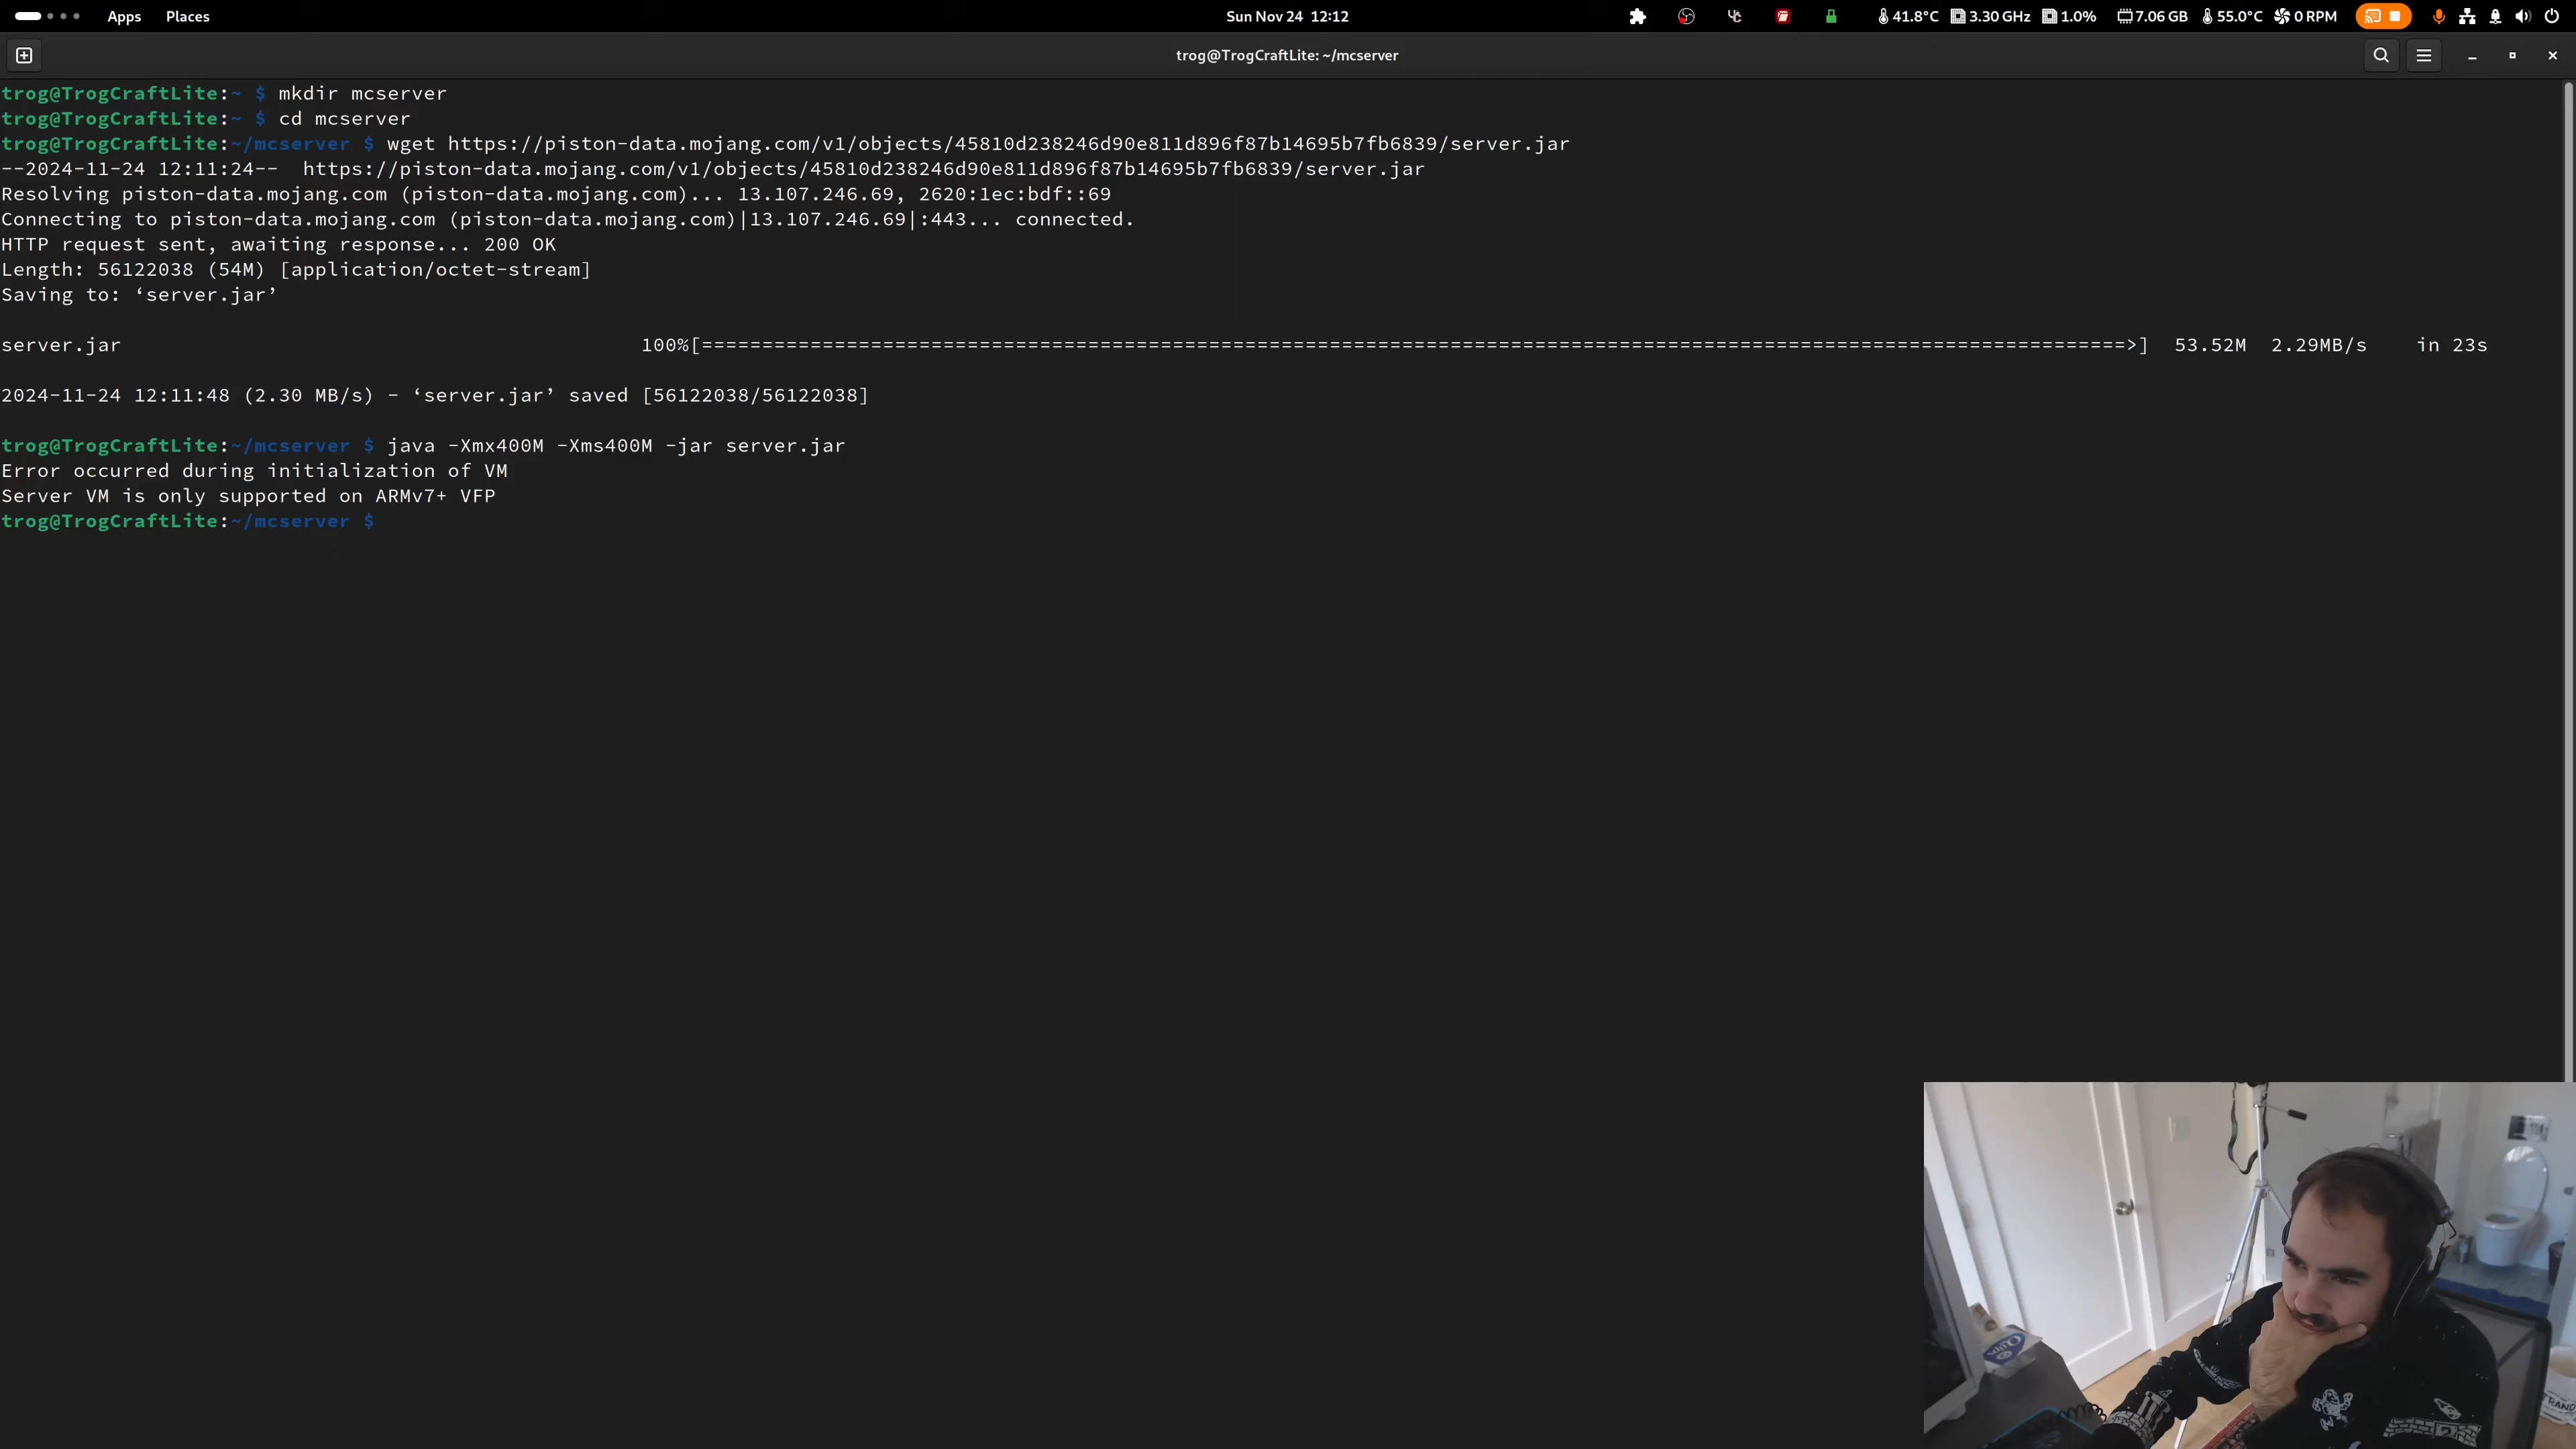 Apps Places
Sun Nov 24 12:12
41.8°C 3.30 GHz 1.0% 7.06 GB 55.0°C 0 RPM
trog@TrogCraftLite: ~/mcserver
trog@TrogCraftLite:~ $ mkdir mcserver
trog@TrogCraftLite:~ $ cd mcserver
trog@TrogCraftLite:~/mcserver $ wget https://piston-data.mojang.com/v1/objects/45810d238246d90e811d896f87b14695b7fb6839/server.jar
--2024-11-24 12:11:24--  https://piston-data.mojang.com/v1/objects/45810d238246d90e811d896f87b14695b7fb6839/server.jar
Resolving piston-data.mojang.com (piston-data.mojang.com)... 13.107.246.69, 2620:1ec:bdf::69
Connecting to piston-data.mojang.com (piston-data.mojang.com)|13.107.246.69|:443... connected.
HTTP request sent, awaiting response... 200 OK
Length: 56122038 (54M) [application/octet-stream]
Saving to: ‘server.jar’
server.jar 100%[======================================================================================================================>] 53.52M 2.29MB/s in 23s
2024-11-24 12:11:48 (2.30 MB/s) - ‘server.jar’ saved [56122038/56122038]
trog@TrogCraftLite:~/mcserver $ java -Xmx400M -Xms400M -jar server.jar
Error occurred during initialization of VM
Server VM is only supported on ARMv7+ VFP
trog@TrogCraftLite:~/mcserver $